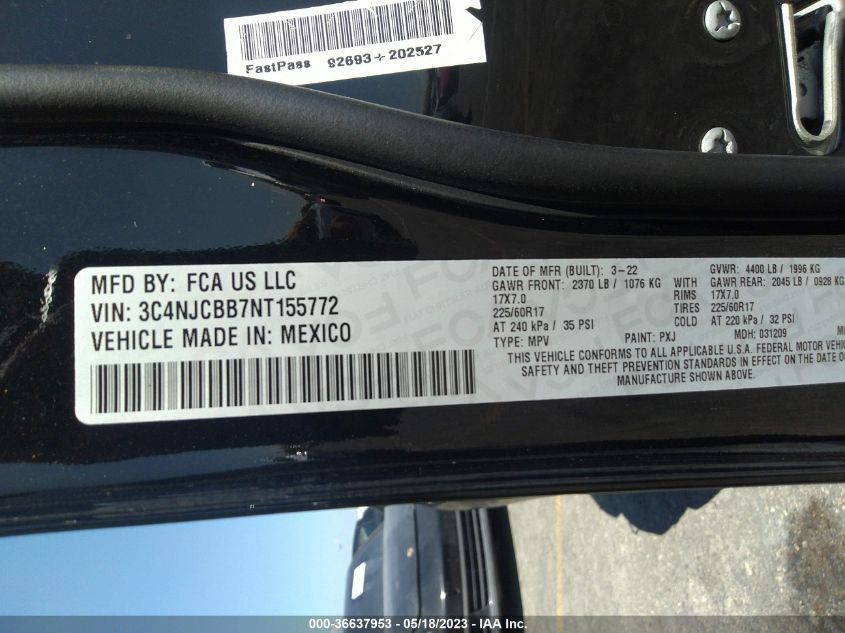 FastPass 92693+202527
MFD BY: FCA US LLC
VIN: 3C4NJCBB7NT155772
VEHICLE MADE IN: MEXICO
DATE OF MFR (BUILT): 3-22 GVWR: 4400 LB / 1996 KG
GAWR FRONT: 2370 LB / 1076 KG WITH GAWR REAR: 2045 LB / 0928 KG
17X7.0 RIMS 17X7.0
225/60R17 TIRES 225/60R17
AT 240 kPa / 35 PSI COLD AT 220 kPa / 32 PSI
TYPE: MPV PAINT: PXJ MDH: 031209
THIS VEHICLE CONFORMS TO ALL APPLICABLE U.S.A. FEDERAL MOTOR VEHIC
SAFETY AND THEFT PREVENTION STANDARDS IN EFFECT ON THE DATE O
MANUFACTURE SHOWN ABOVE.
000-36637953 - 05/18/2023 - IAA Inc.